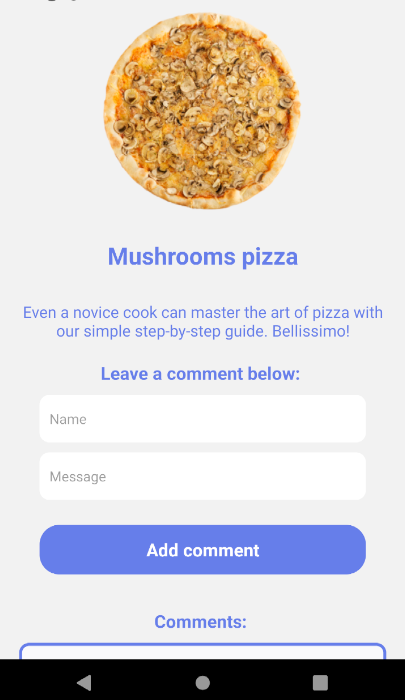 Mushrooms pizza
Even a novice cook can master the art of pizza with
our simple step-by-step guide. Bellissimo!
Leave a comment below:
Name
Message
Add comment
Comments: